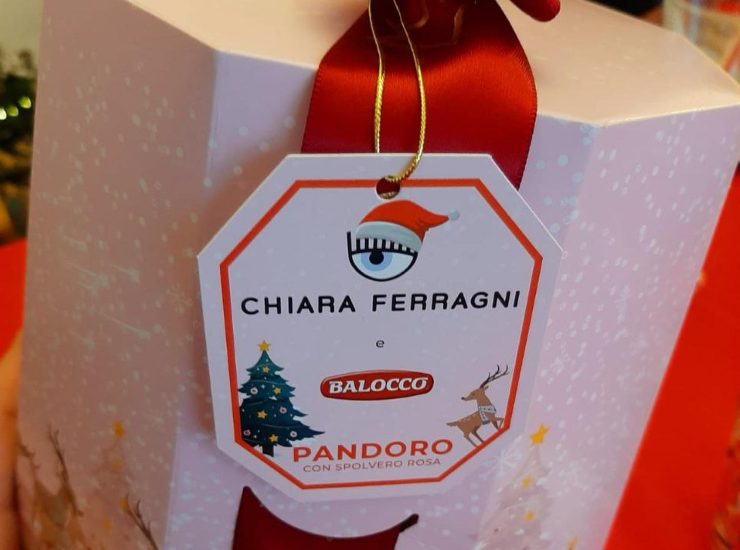 CHIARA FERRAGNI
e
BALOCCO
PANDORO
CON SPOLVERO ROSA